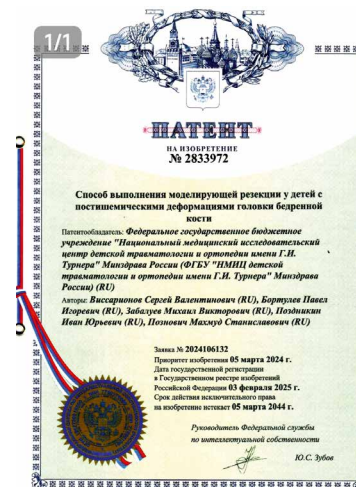 1/1
ПАТЕНТ
НА ИЗОБРЕТЕНИЕ
№ 2833972
Способ выполнения моделирующей резекции у детей с
постишемическими деформациями головки бедренной
кости
Патентообладатель: Федеральное государственное бюджетное
учреждение "Национальный медицинский исследовательский
центр детской травматологии и ортопедии имени Г.И.
Турнера" Минздрава России (ФГБУ "НМИЦ детской
травматологии и ортопедии имени Г.И. Турнера" Минздрава
России) (RU)
Авторы: Виссарионов Сергей Валентинович (RU), Бортулев Павел
Игоревич (RU), Забалуев Михаил Викторович (RU), Поздникин
Иван Юрьевич (RU), Познович Махмуд Станиславович (RU)
Заявка № 2024106132
Приоритет изобретения 05 марта 2024 г.
Дата государственной регистрации
в Государственном реестре изобретений
Российской Федерации 03 февраля 2025 г.
Срок действия исключительного права
на изобретение истекает 05 марта 2044 г.
Руководитель Федеральной службы
по интеллектуальной собственности
Ю.С. Зубов